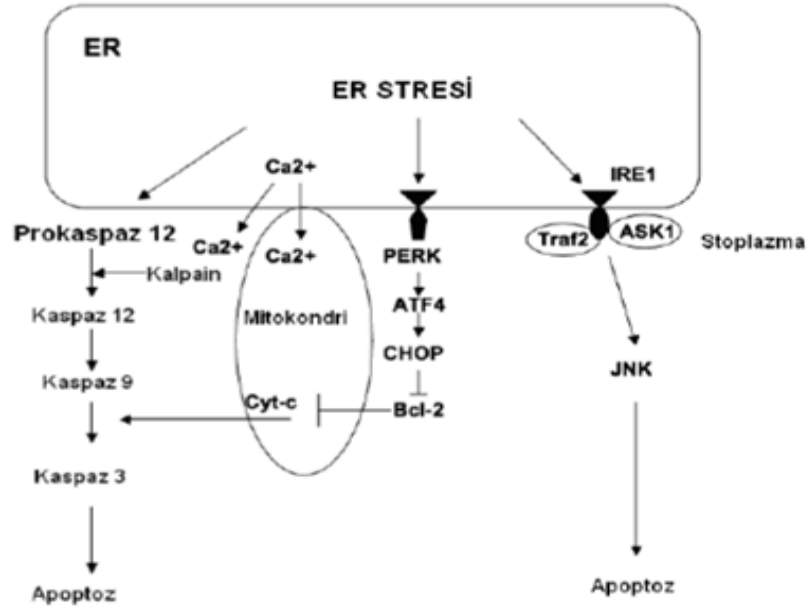 ER
ER STRESİ
Ca2+
IRE1
Prokaspaz 12
Ca2+
Ca2+
PERK
Traf2
ASK1
Stoplazma
Kalpain
Kaspaz 12
Mitokondri
ATF4
CHOP
Kaspaz 9
JNK
Cyt-c
Bcl-2
Kaspaz 3
Apoptoz
Apoptoz